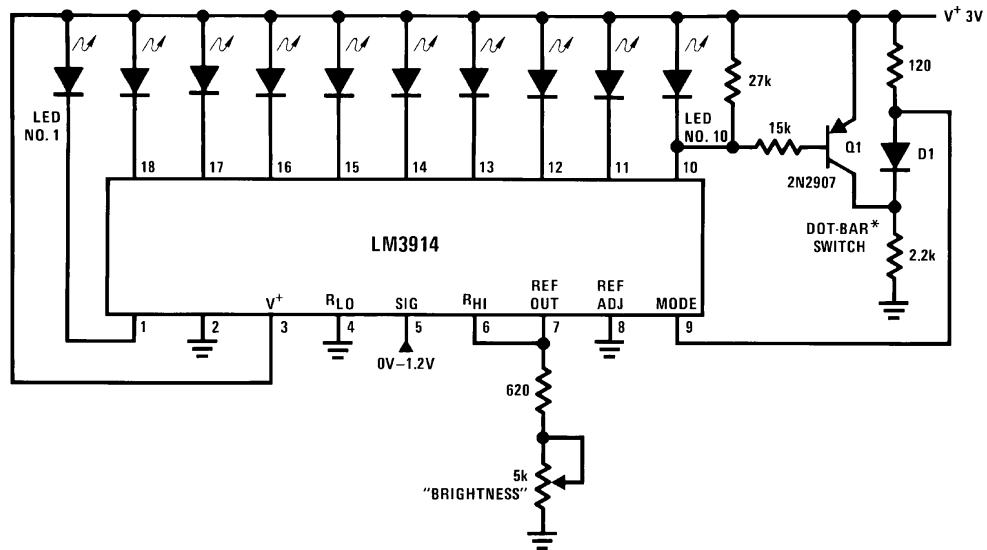 V+ 3V
120
27k
LED
NO. 1
LED
NO. 10
15k
Q1
D1
2N2907
18 17 16 15 14 13 12 11 10
DOT-BAR*
SWITCH
2.2k
LM3914
V+ RLO SIG RHI REF OUT REF ADJ MODE
1 2 3 4 5 6 7 8 9
0V–1.2V
620
5k
"BRIGHTNESS"